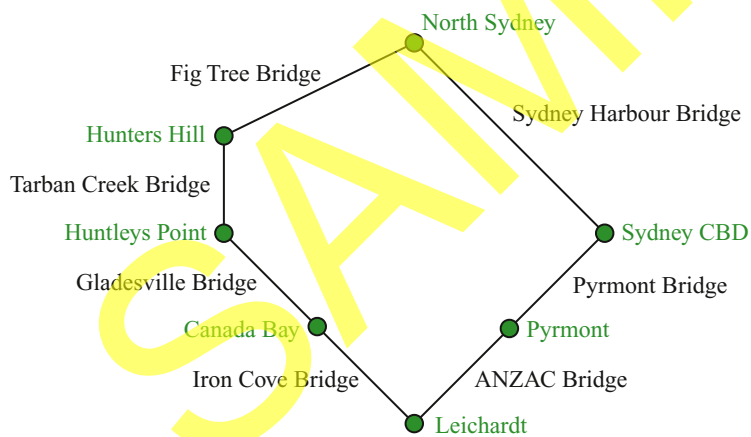 North Sydney
Fig Tree Bridge
Sydney Harbour Bridge
Hunters Hill
Tarban Creek Bridge
Huntleys Point
Sydney CBD
Gladesville Bridge
Pyrmont Bridge
Canada Bay
Pyrmont
Iron Cove Bridge
ANZAC Bridge
Leichardt
SAM